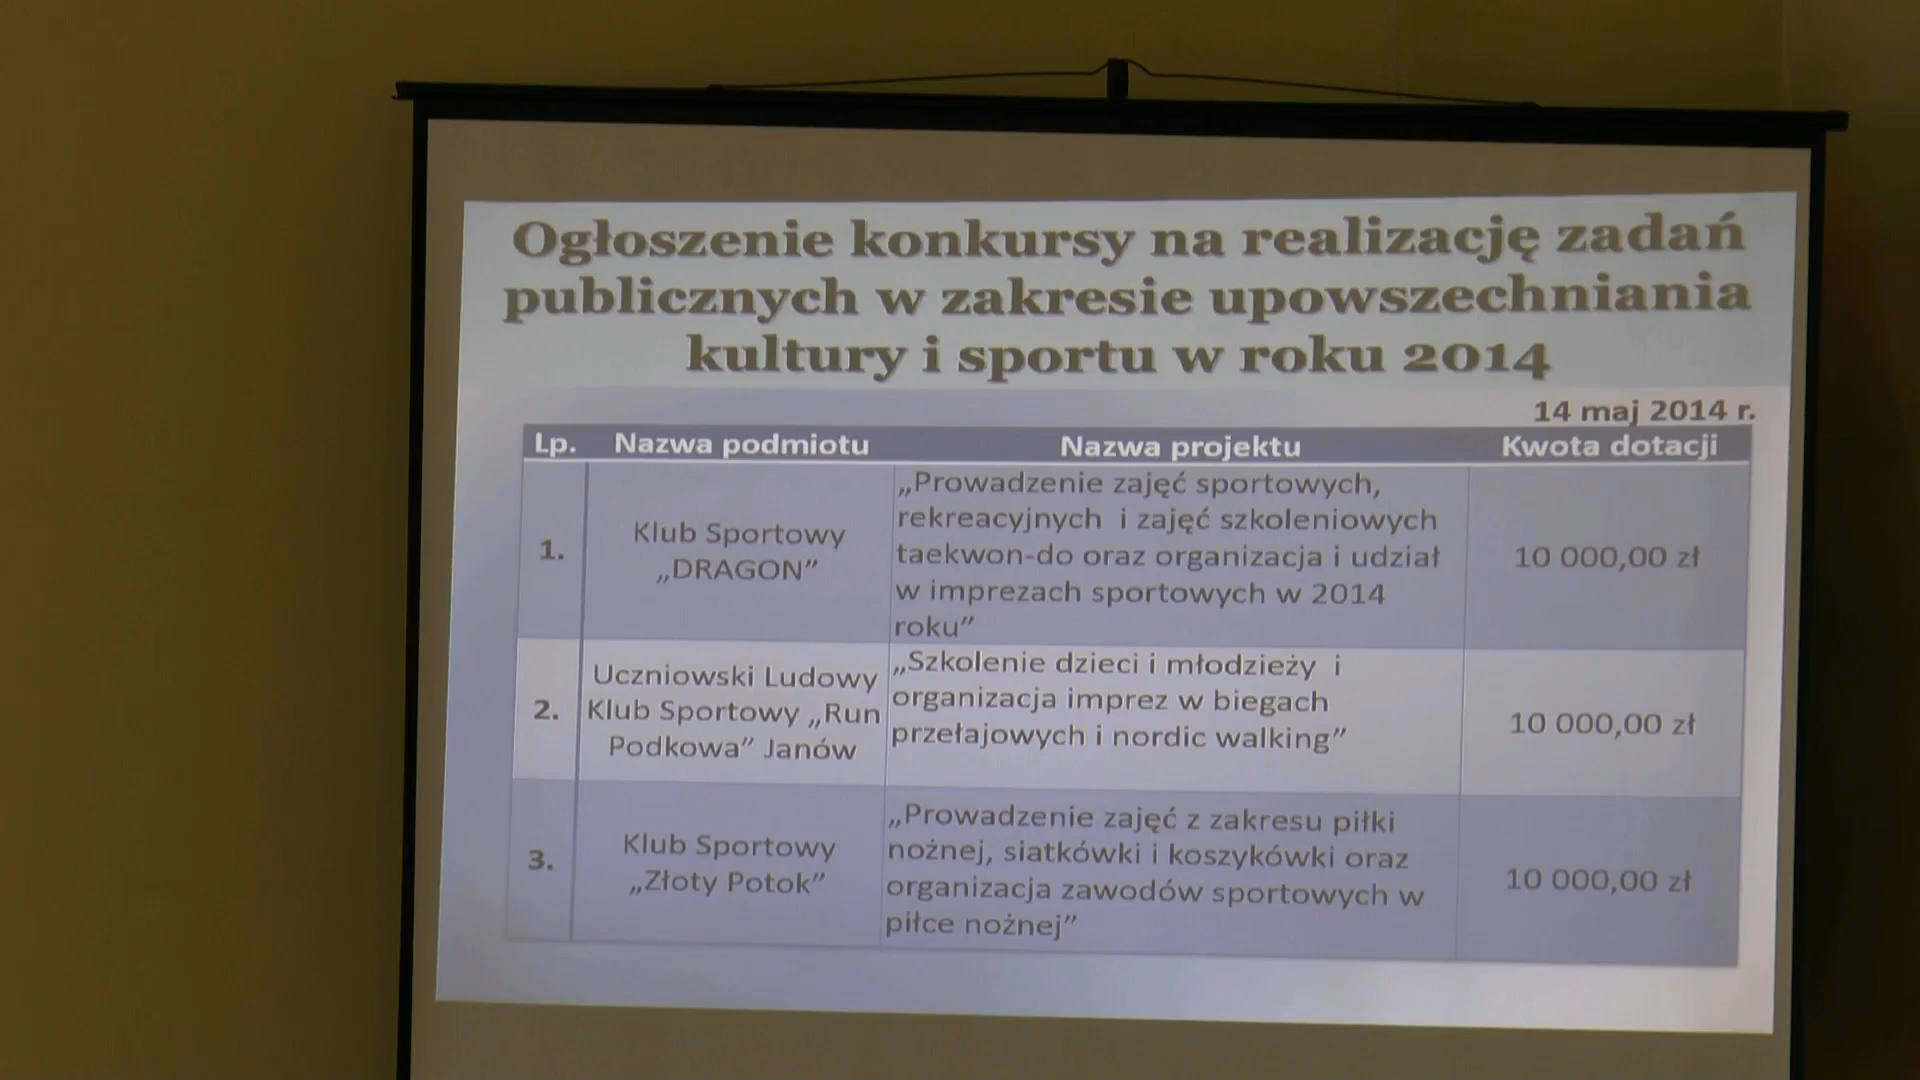 Ogłoszenie konkursy na realizację zadań
publicznych w zakresie upowszechniania
kultury i sportu w roku 2014
14 maj 2014 r.
Lp. Nazwa podmiotu Nazwa projektu Kwota dotacji
1.
Klub Sportowy
„DRAGON”
„Prowadzenie zajęć sportowych,
rekreacyjnych i zajęć szkoleniowych
taekwon-do oraz organizacja i udział
w imprezach sportowych w 2014
roku”
10 000,00 zł
2.
Uczniowski Ludowy
Klub Sportowy „Run
Podkowa” Janów
„Szkolenie dzieci i młodzieży i
organizacja imprez w biegach
przełajowych i nordic walking”
10 000,00 zł
3.
Klub Sportowy
„Złoty Potok”
„Prowadzenie zajęć z zakresu piłki
nożnej, siatkówki i koszykówki oraz
organizacja zawodów sportowych w
piłce nożnej”
10 000,00 zł